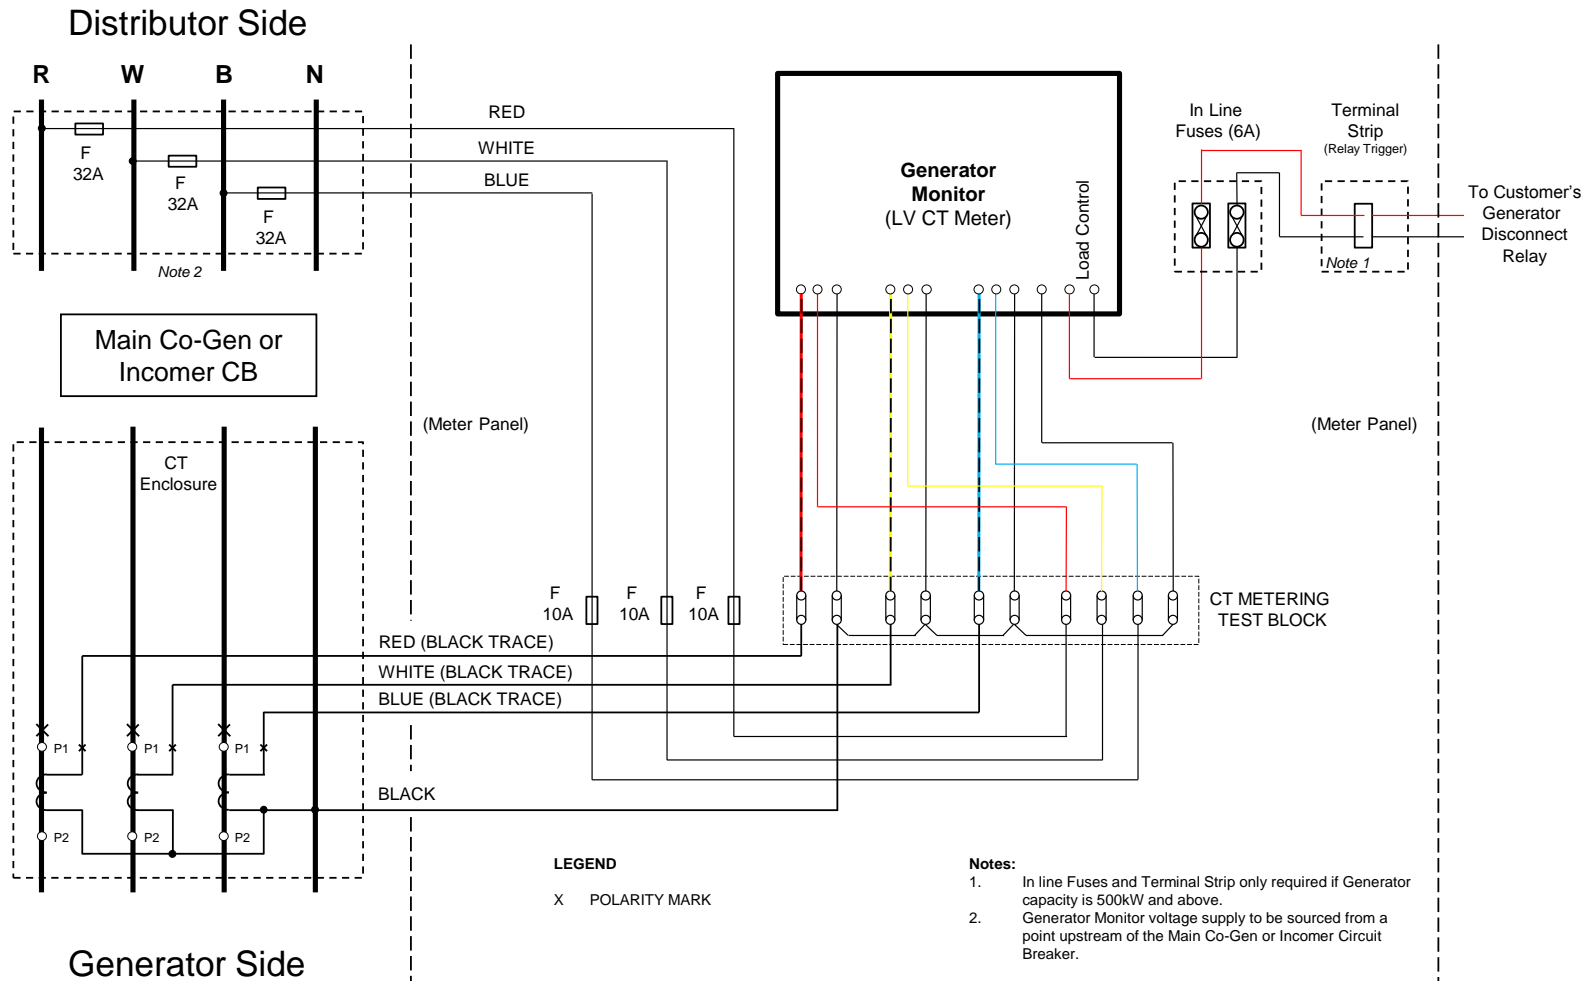 Distributor Side
R W B N
RED
WHITE
BLUE
F
32A
F
32A
F
32A
Note 2
Main Co-Gen or
Incomer CB
(Meter Panel)
Generator
Monitor
(LV CT Meter)
Load Control
In Line
Fuses (6A)
Terminal
Strip
(Relay Trigger)
Note 1
To Customer's
Generator
Disconnect
Relay
(Meter Panel)
CT
Enclosure
F
10A
F
10A
F
10A
CT METERING
TEST BLOCK
RED (BLACK TRACE)
WHITE (BLACK TRACE)
BLUE (BLACK TRACE)
P1 P1 P1
BLACK
P2 P2 P2
LEGEND
X POLARITY MARK
Notes:
1. In line Fuses and Terminal Strip only required if Generator
capacity is 500kW and above.
2. Generator Monitor voltage supply to be sourced from a
point upstream of the Main Co-Gen or Incomer Circuit
Breaker.
Generator Side